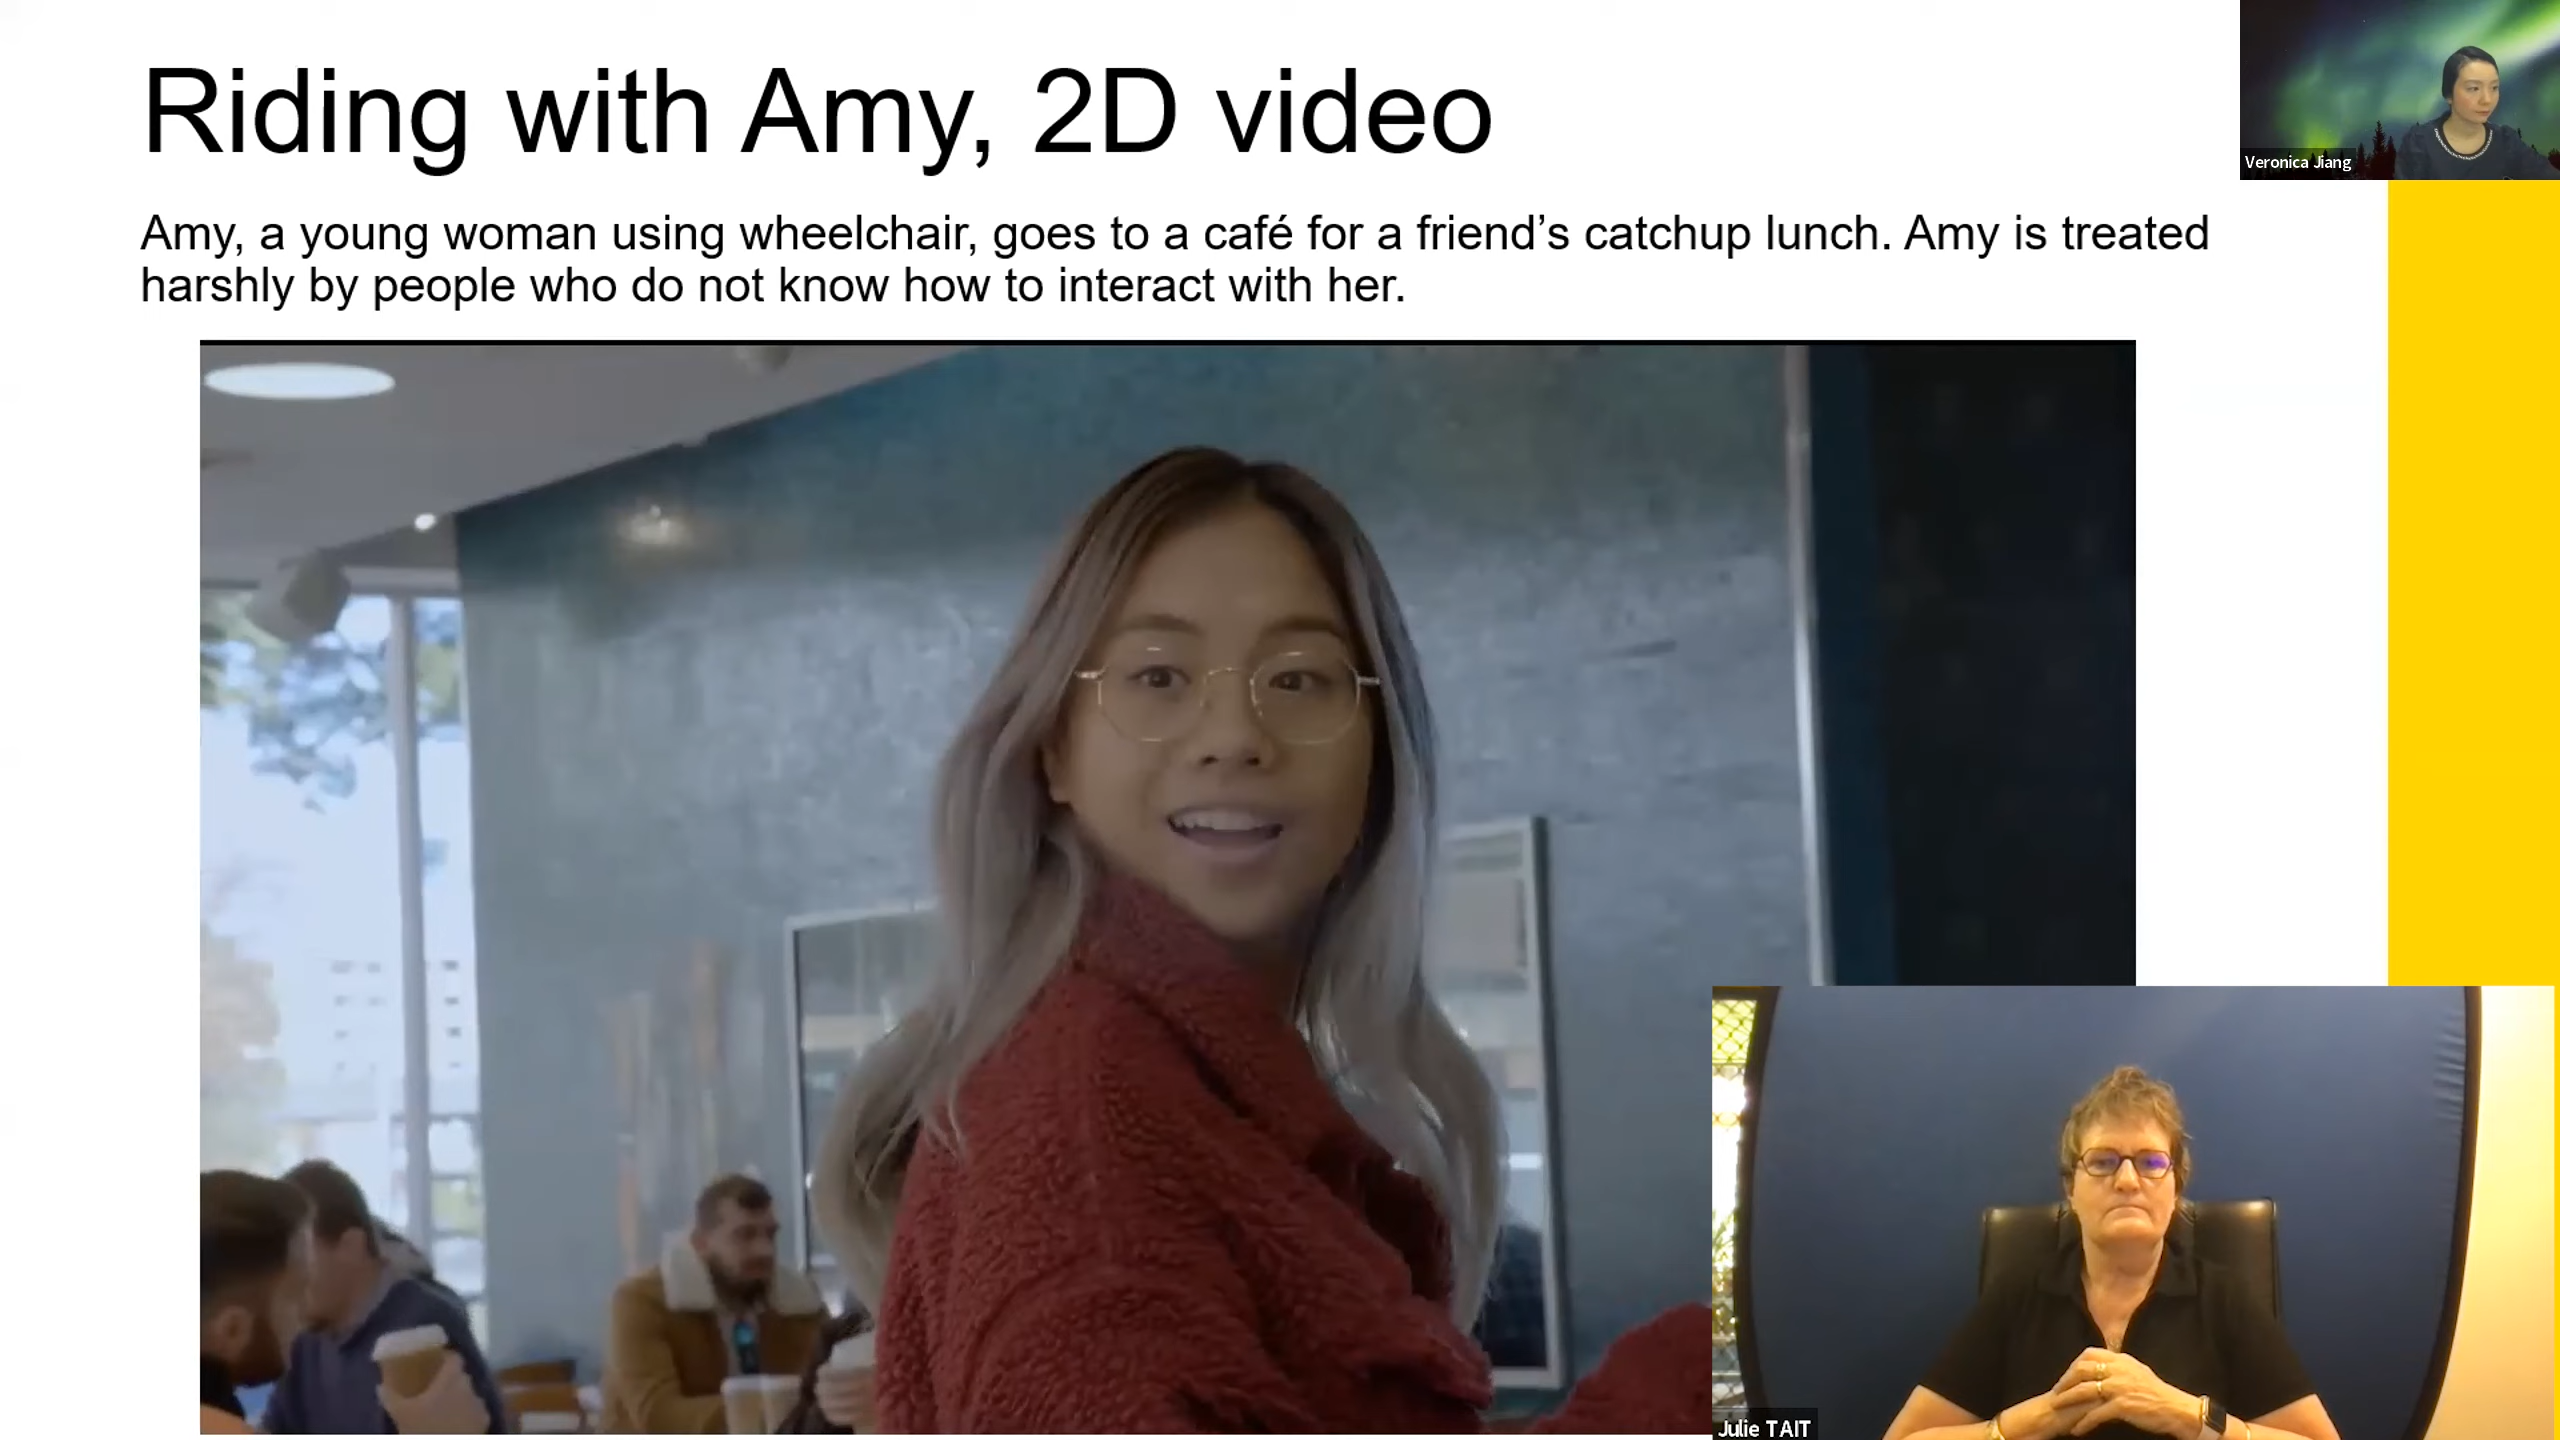 Riding with Amy, 2D video
Veronica Jiang
Amy, a young woman using wheelchair, goes to a café for a friend’s catchup lunch. Amy is treated
harshly by people who do not know how to interact with her.
Julie TAIT